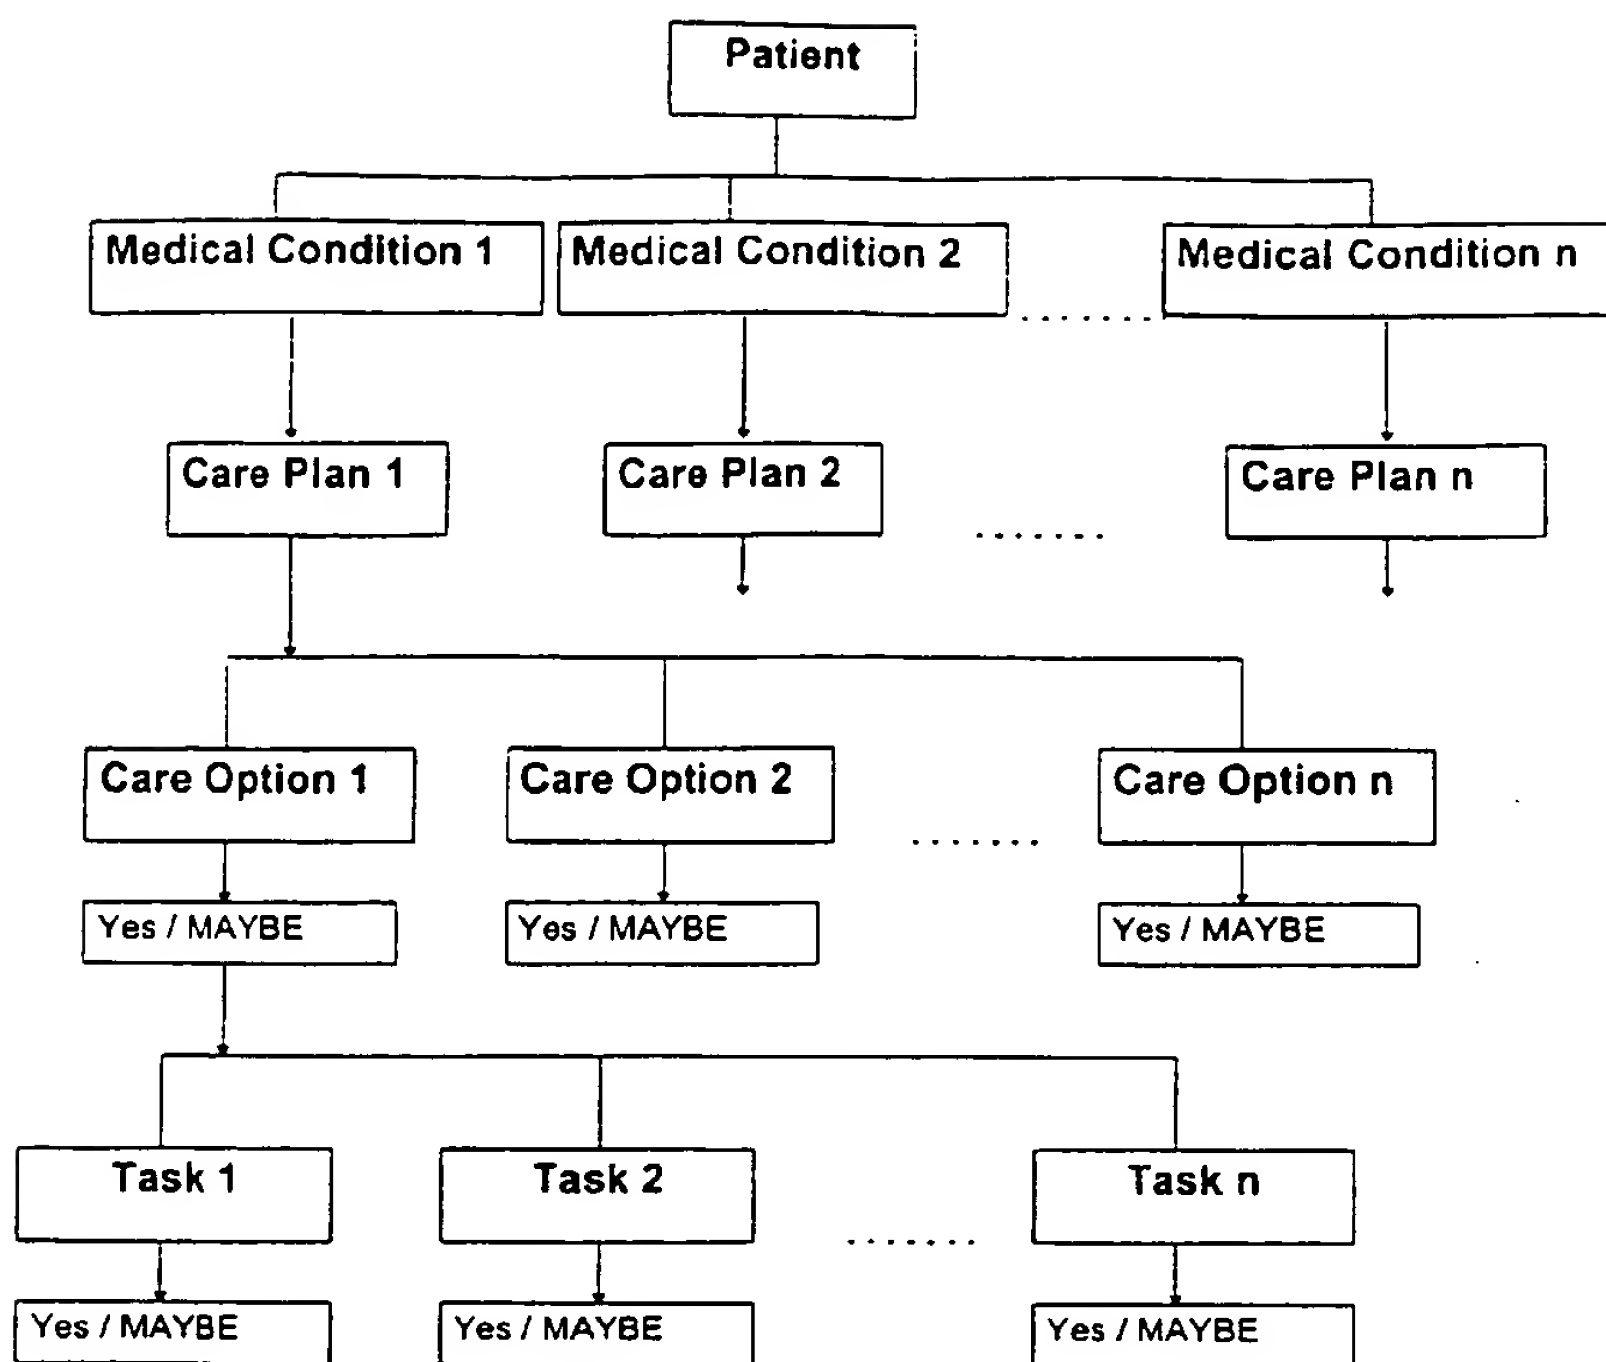 Patient
Medical Condition 1
Medical Condition 2
Medical Condition n
Care Plan 1
Care Plan 2
Care Plan n
Care Option 1
Care Option 2
Care Option n
Yes / MAYBE
Yes / MAYBE
Yes / MAYBE
Task 1
Task 2
Task n
Yes / MAYBE
Yes / MAYBE
Yes / MAYBE